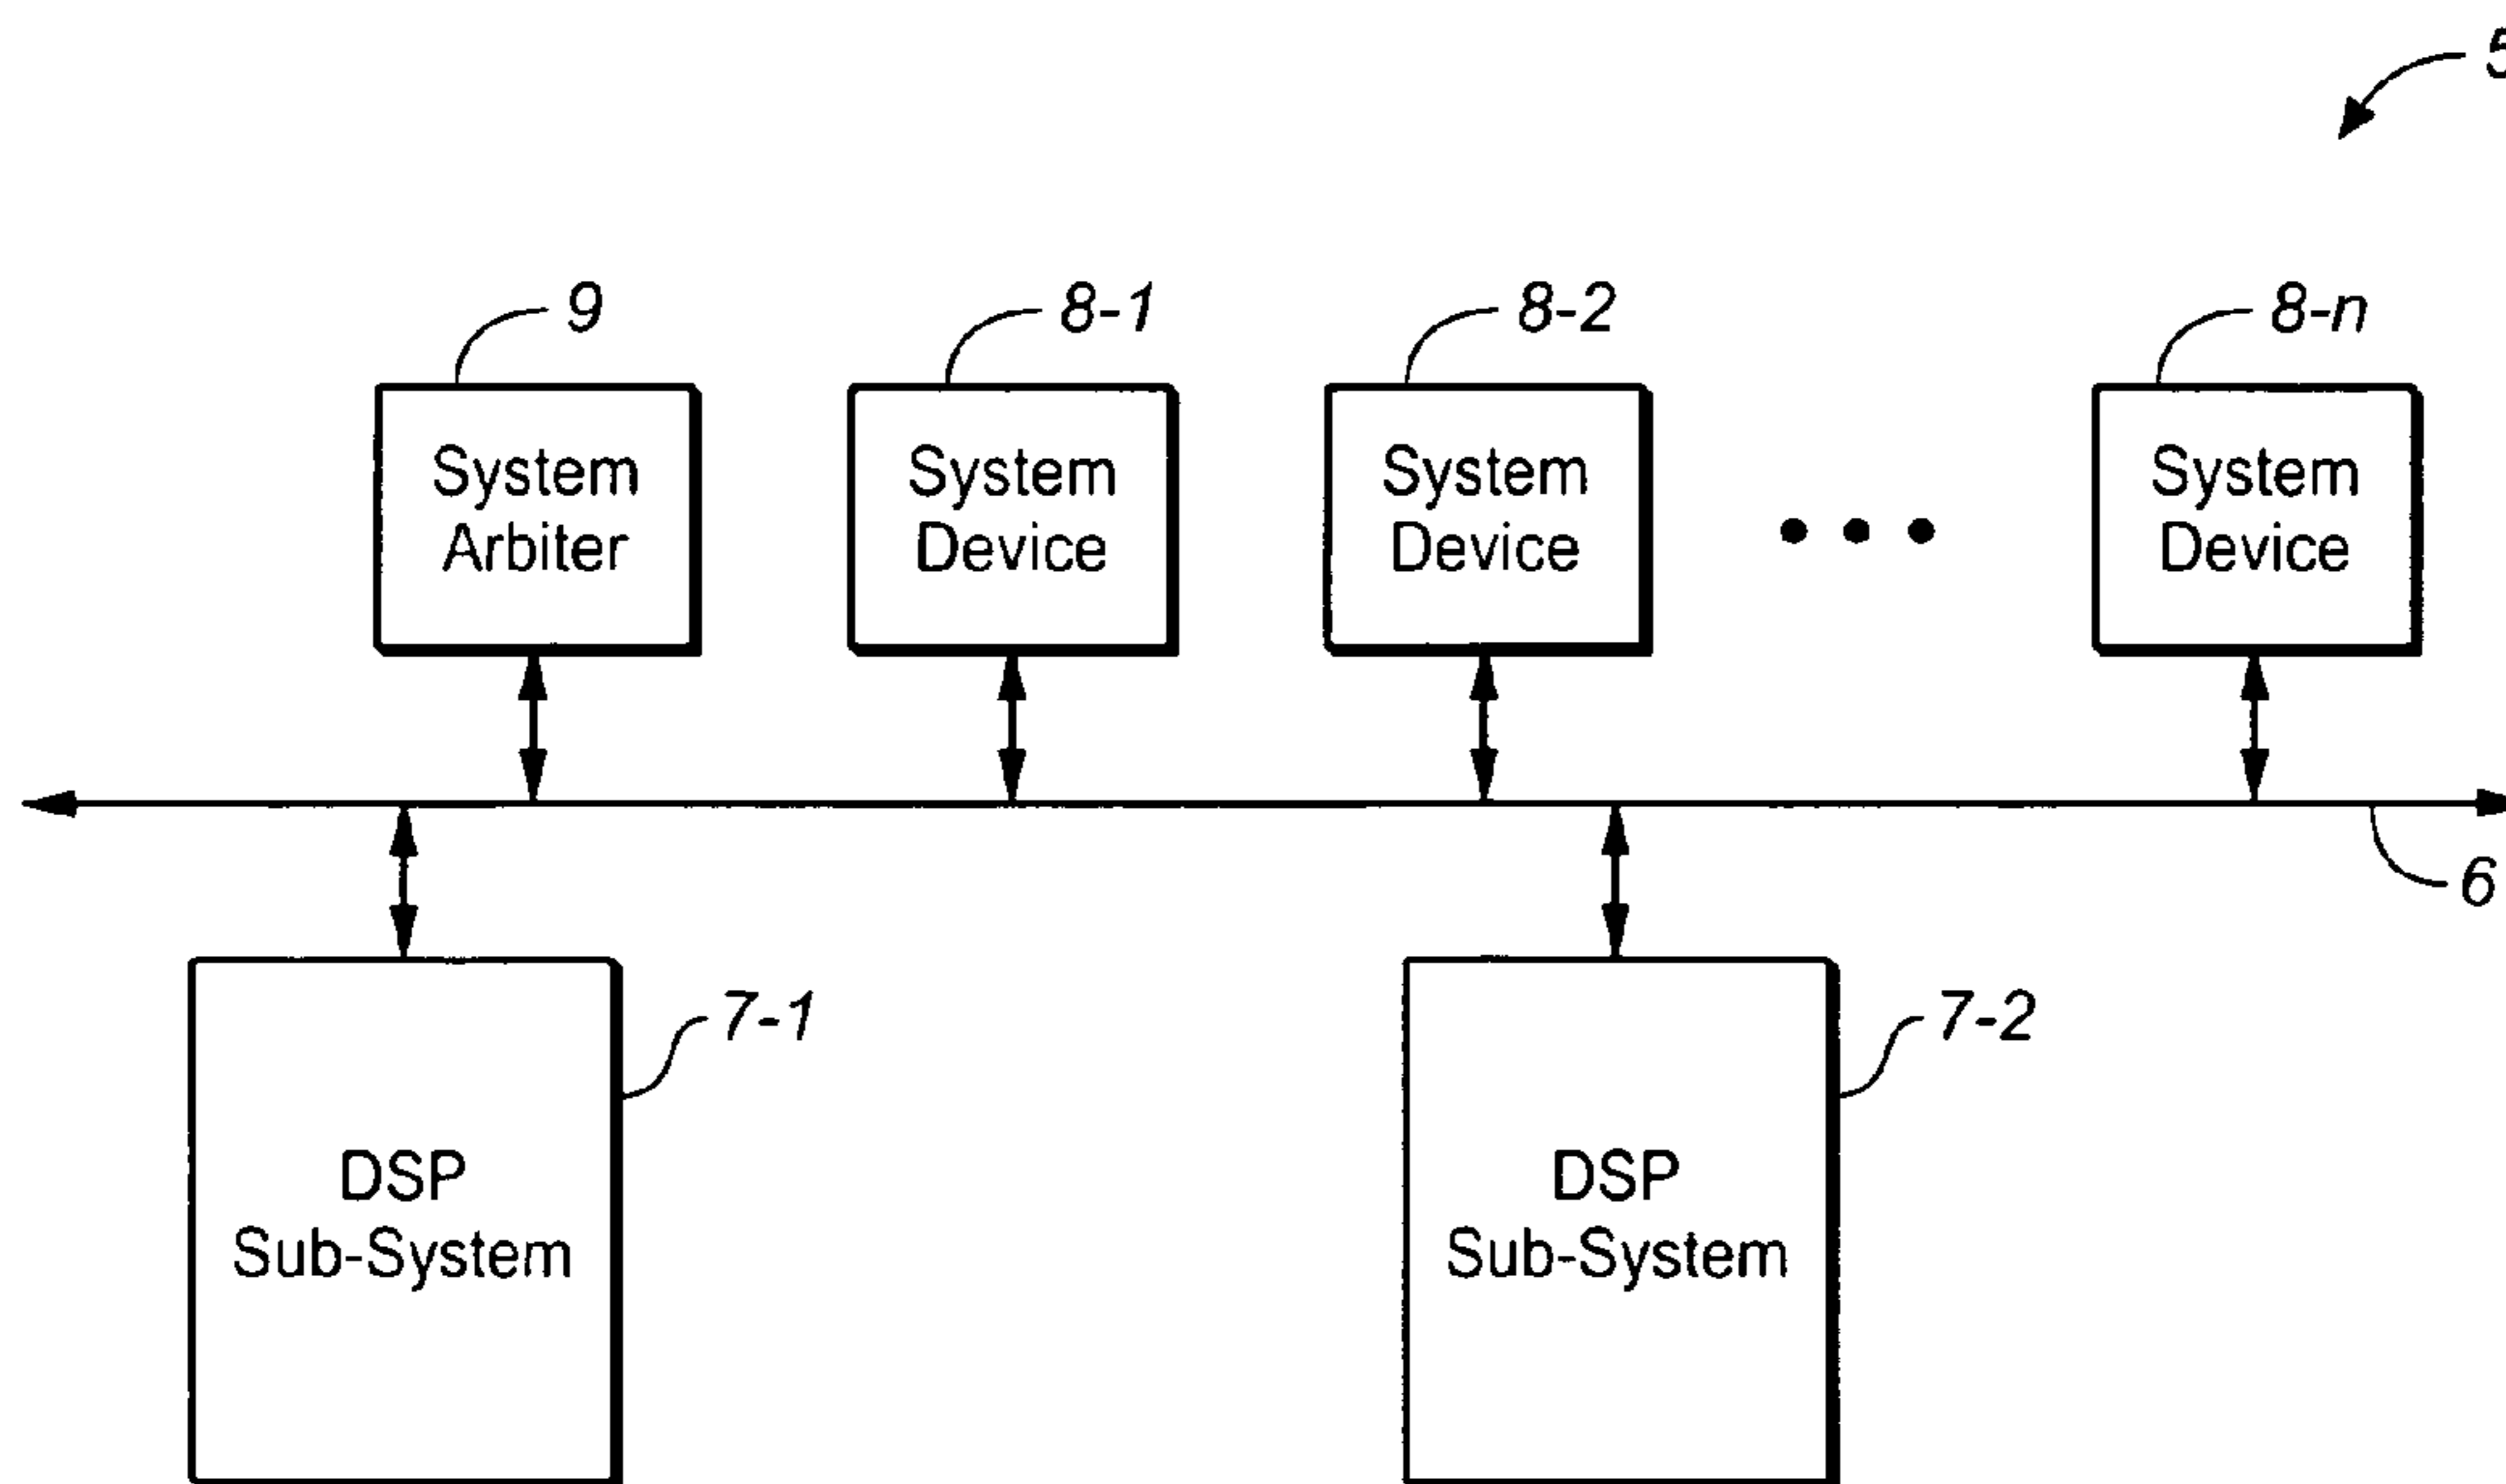 5
9
8-1
8-2
8-n
System
Arbiter
System
Device
System
Device
System
Device
6
7-1
7-2
DSP
Sub-System
DSP
Sub-System